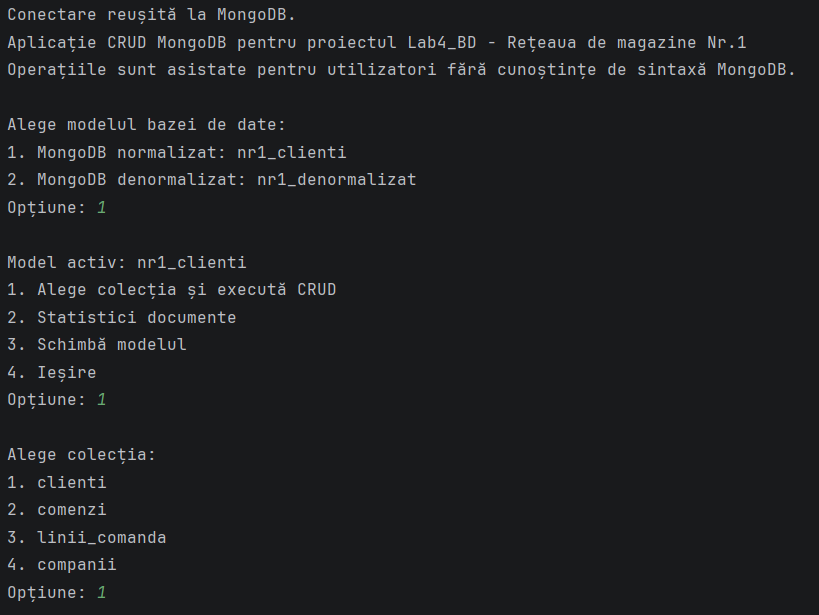 Conectare reușită la MongoDB.
Aplicație CRUD MongoDB pentru proiectul Lab4_BD - Rețeaua de magazine Nr.1
Operațiile sunt asistate pentru utilizatori fără cunoștințe de sintaxă MongoDB.
Alege modelul bazei de date:
1. MongoDB normalizat: nr1_clienti
2. MongoDB denormalizat: nr1_denormalizat
Opțiune: 1
Model activ: nr1_clienti
1. Alege colecția și execută CRUD
2. Statistici documente
3. Schimbă modelul
4. Ieșire
Opțiune: 1
Alege colecția:
1. clienti
2. comenzi
3. linii_comanda
4. companii
Opțiune: 1